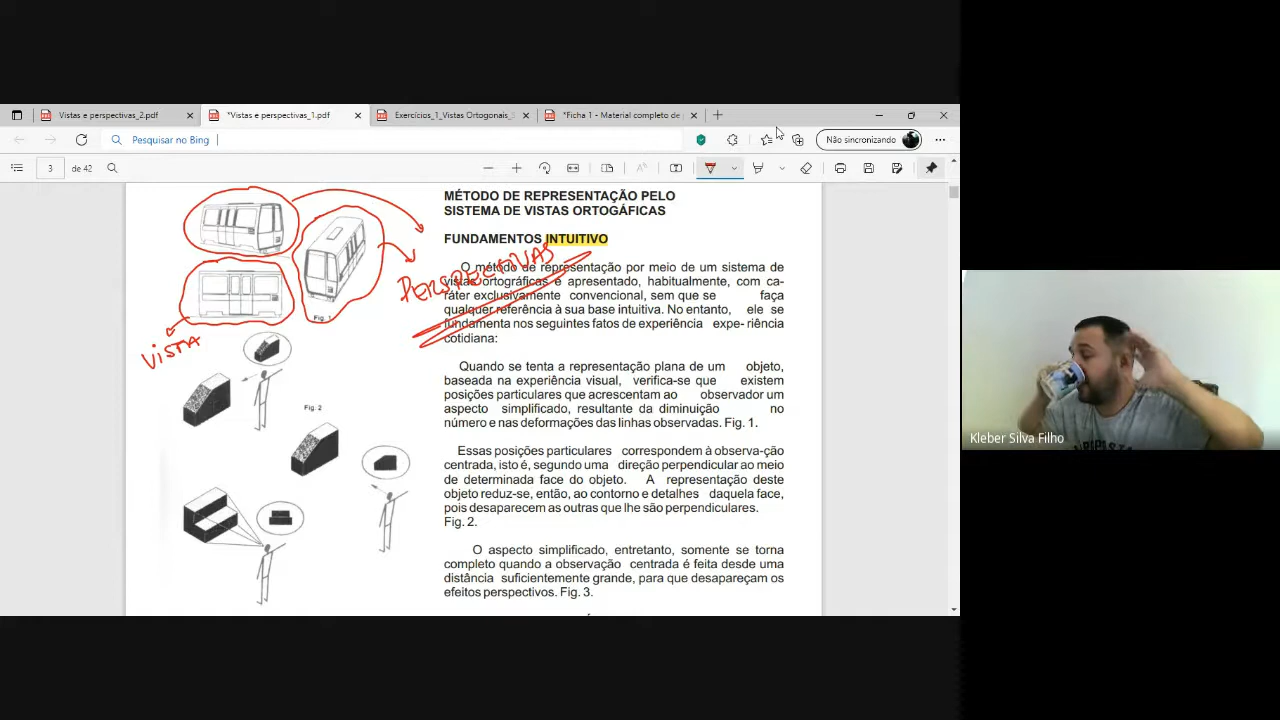 Vistas e perspectivas_2.pdf
*Vistas e perspectivas_1.pdf
Exercícios_1_Vistas Ortogonais_
*Ficha 1 - Material completo de
Pesquisar no Bing
Não sincronizando
3 de 42
MÉTODO DE REPRESENTAÇÃO PELO
SISTEMA DE VISTAS ORTOGÁFICAS
FUNDAMENTOS INTUITIVO
O método de representação por meio de um sistema de
vistas ortográficas é apresentado, habitualmente, com ca-
ráter exclusivamente convencional, sem que se faça
qualquer referência à sua base intuitiva. No entanto, ele se
fundamenta nos seguintes fatos de experiência expe- riência
cotidiana:
Quando se tenta a representação plana de um objeto,
baseada na experiência visual, verifica-se que existem
posições particulares que acrescentam ao observador um
aspecto simplificado, resultante da diminuição no
número e nas deformações das linhas observadas. Fig. 1.
Essas posições particulares correspondem à observa-ção
centrada, isto é, segundo uma direção perpendicular ao meio
de determinada face do objeto. A representação deste
objeto reduz-se, então, ao contorno e detalhes daquela face,
pois desaparecem as outras que lhe são perpendiculares.
Fig. 2.
O aspecto simplificado, entretanto, somente se torna
completo quando a observação centrada é feita desde uma
distância suficientemente grande, para que desapareçam os
efeitos perspectivos. Fig. 3.
PERSPECTIVAS
VISTA
Fig. 1
Fig. 2
Kleber Silva Filho